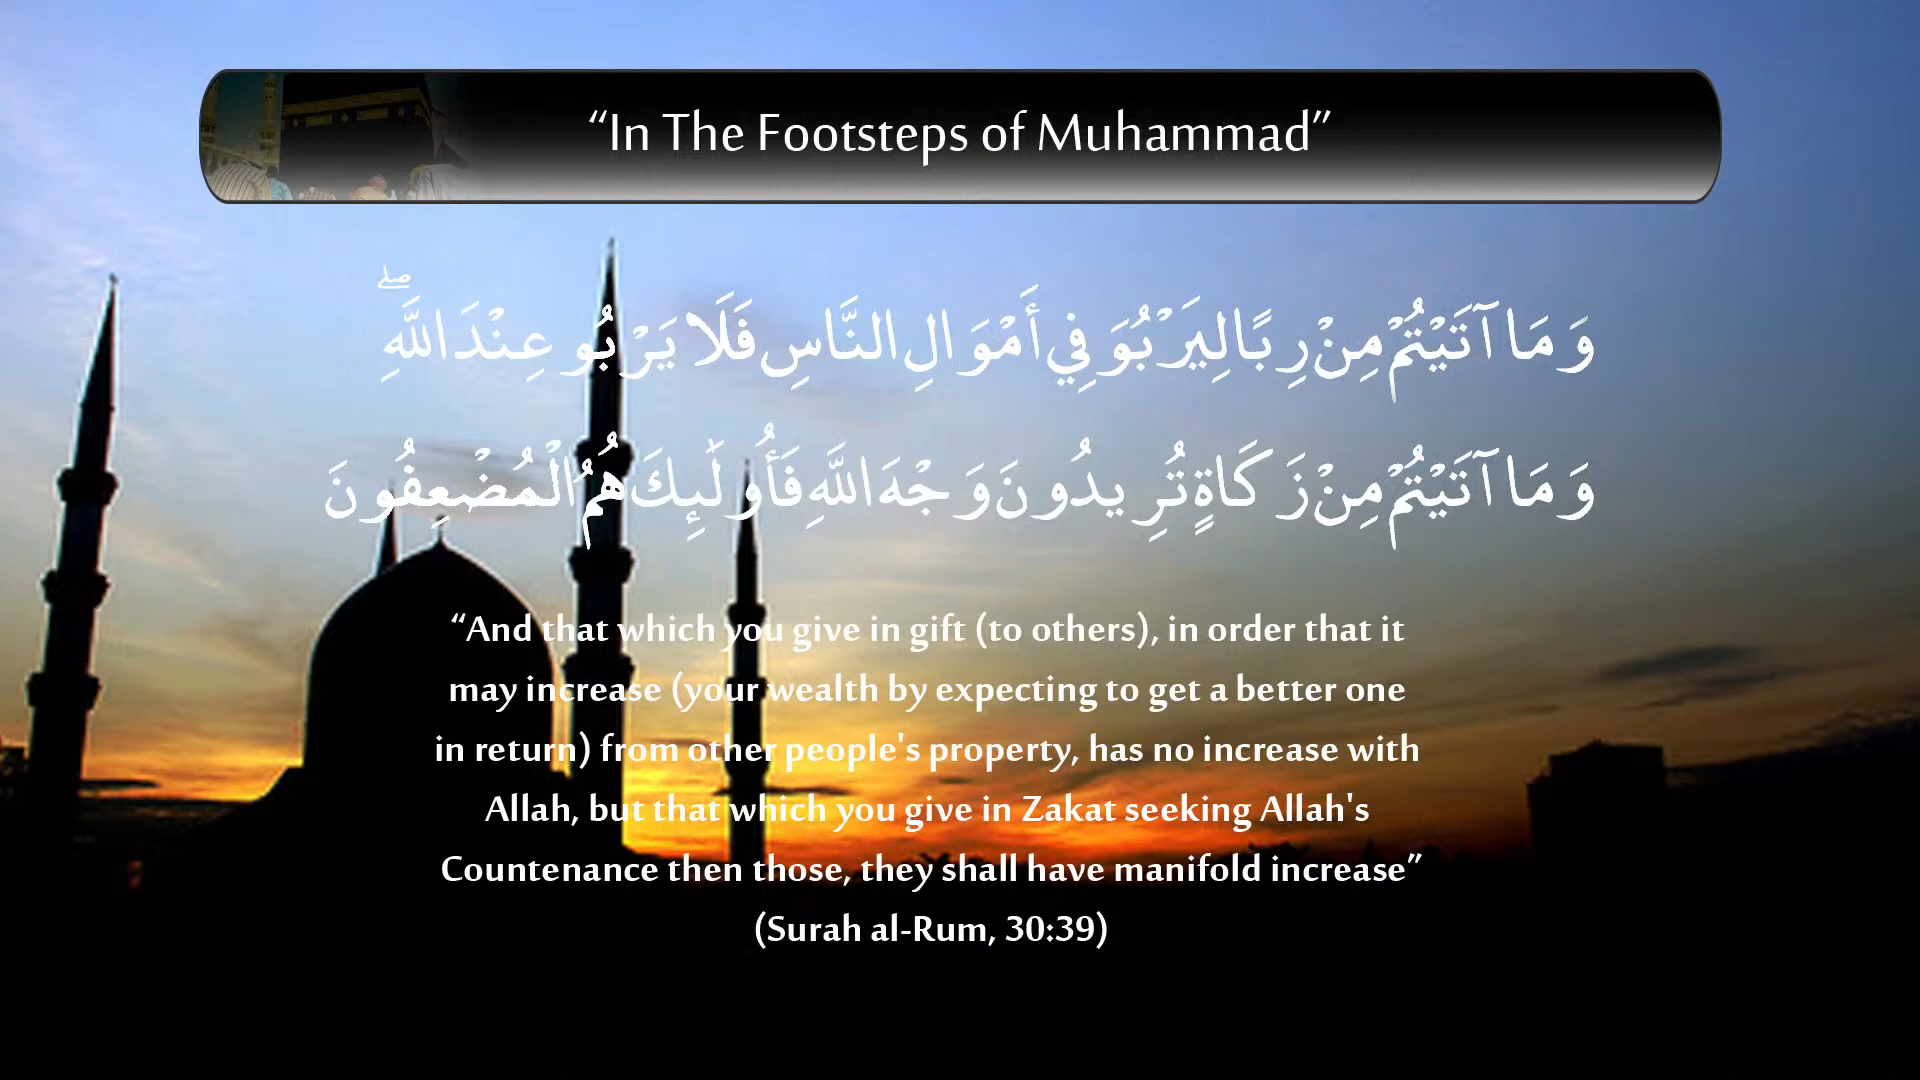 “In The Footsteps of Muhammad”
وَمَا آتَيْتُمْ مِنْ رِبًا لِيَرْبُوَ فِي أَمْوَالِ النَّاسِ فَلَا يَرْبُو عِنْدَ اللَّهِ ۖ
وَمَا آتَيْتُمْ مِنْ زَكَاةٍ تُرِيدُونَ وَجْهَ اللَّهِ فَأُولَٰئِكَ هُمُ الْمُضْعِفُونَ
“And that which you give in gift (to others), in order that it
may increase (your wealth by expecting to get a better one
in return) from other people's property, has no increase with
Allah, but that which you give in Zakat seeking Allah's
Countenance then those, they shall have manifold increase”
(Surah al-Rum, 30:39)